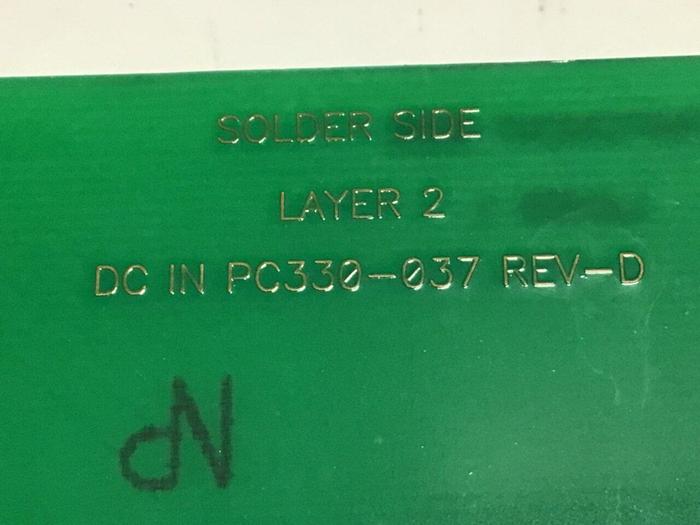 SOLDER SIDE
LAYER 2
DC IN PC330-037 REV-D